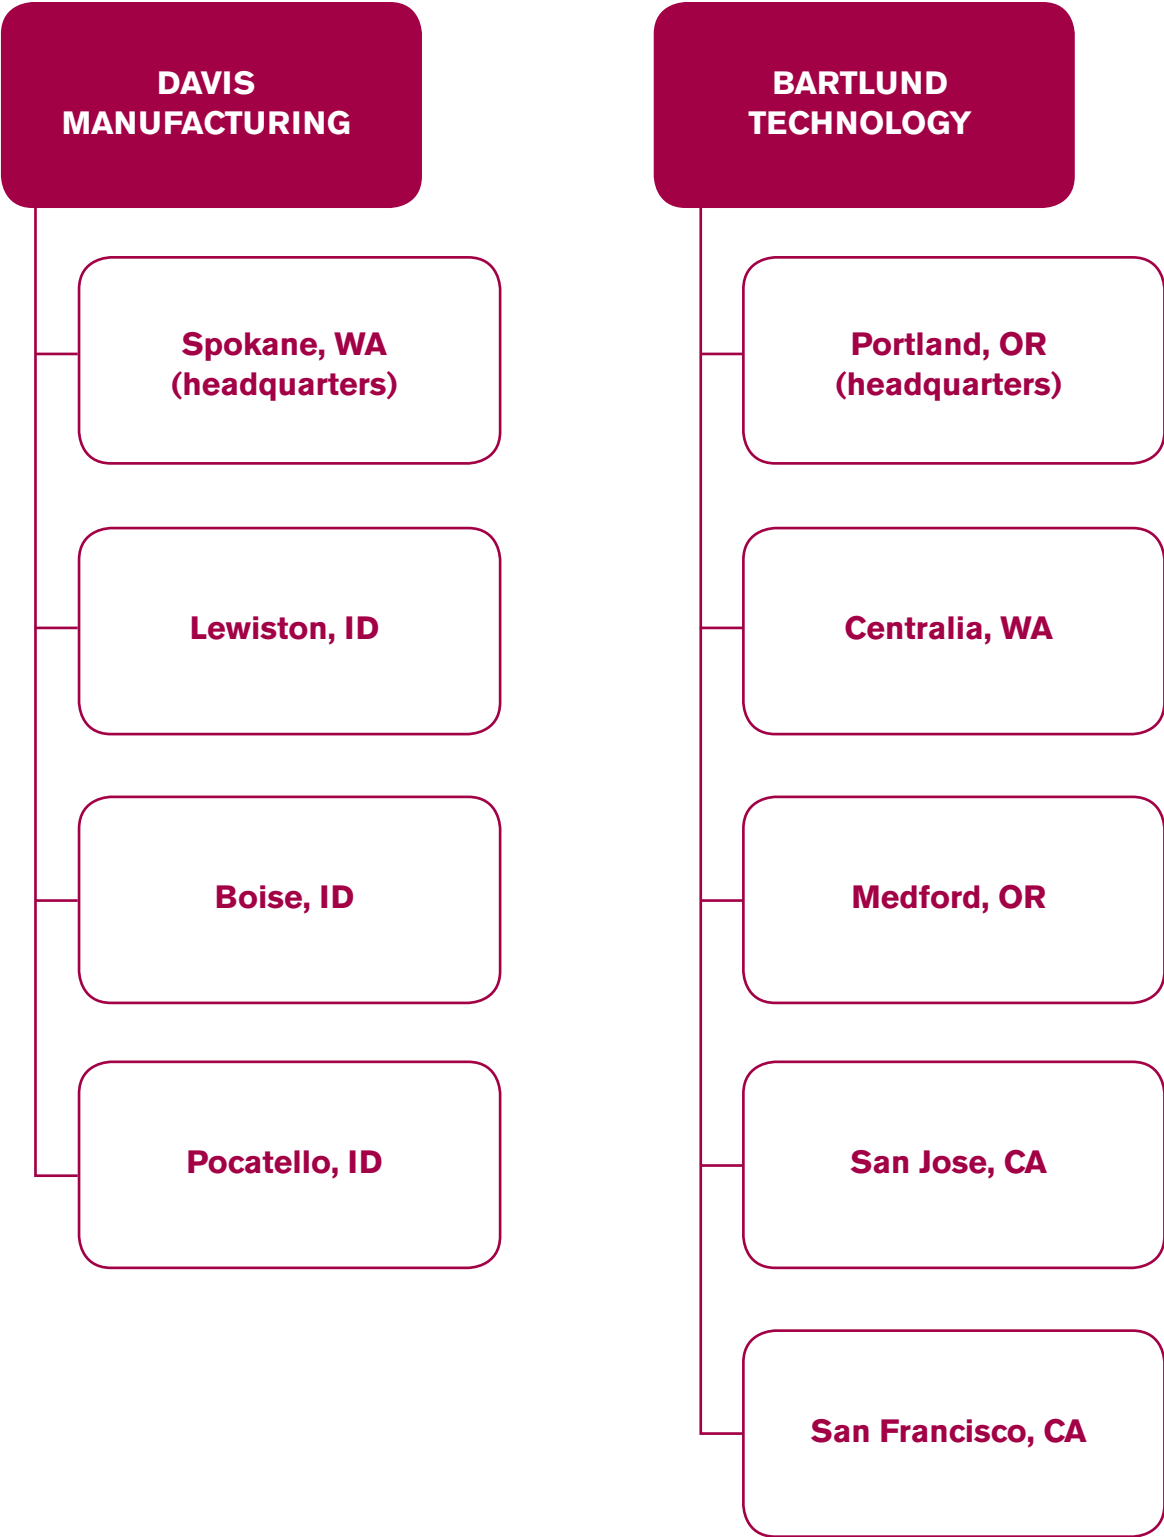 DAVIS
MANUFACTURING
Spokane, WA
(headquarters)
Lewiston, ID
Boise, ID
Pocatello, ID
BARTLUND
TECHNOLOGY
Portland, OR
(headquarters)
Centralia, WA
Medford, OR
San Jose, CA
San Francisco, CA